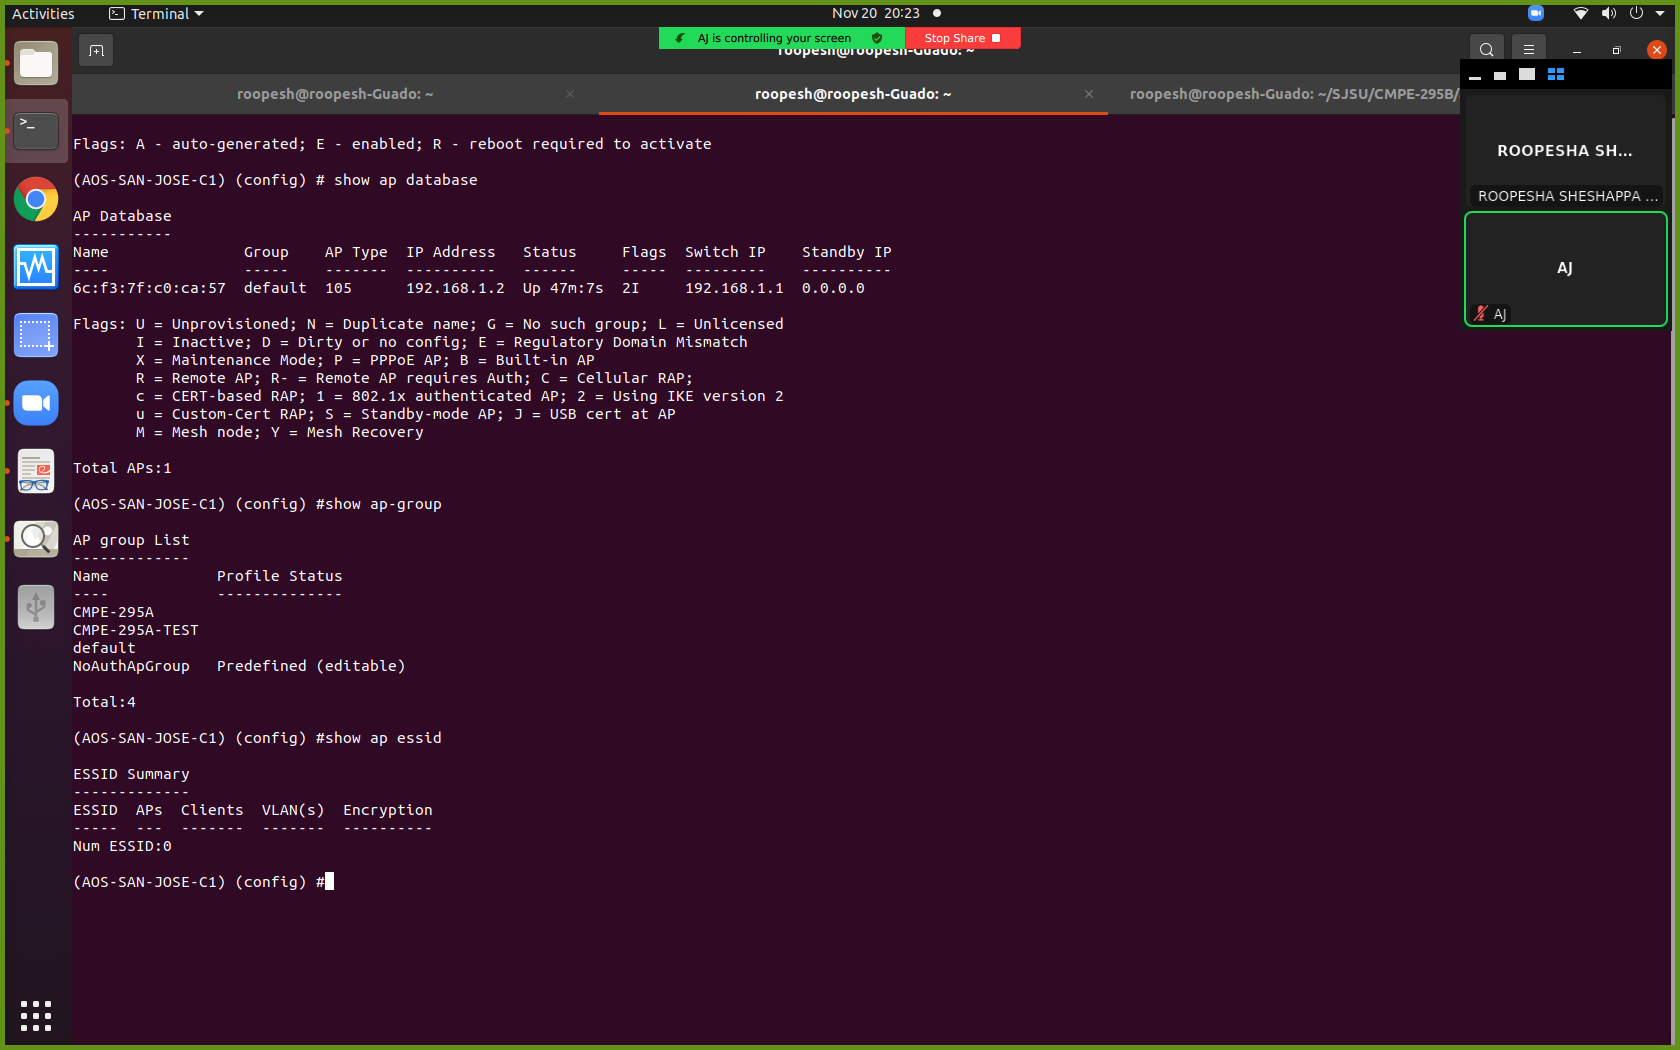 Activities Terminal Nov 20 20:23
AJ is controlling your screen Stop Share
roopesh@roopesh-Guado: ~
roopesh@roopesh-Guado: ~ roopesh@roopesh-Guado: ~ roopesh@roopesh-Guado: ~/SJSU/CMPE-295B/
ROOPESHA SH...
ROOPESHA SHESHAPPA ...
AJ
AJ
Flags: A - auto-generated; E - enabled; R - reboot required to activate
(AOS-SAN-JOSE-C1) (config) # show ap database
AP Database
-----------
Name Group AP Type IP Address Status Flags Switch IP Standby IP
---- ----- ------- ---------- ------ ----- --------- ----------
6c:f3:7f:c0:ca:57 default 105 192.168.1.2 Up 47m:7s 2I 192.168.1.1 0.0.0.0
Flags: U = Unprovisioned; N = Duplicate name; G = No such group; L = Unlicensed
I = Inactive; D = Dirty or no config; E = Regulatory Domain Mismatch
X = Maintenance Mode; P = PPPoE AP; B = Built-in AP
R = Remote AP; R- = Remote AP requires Auth; C = Cellular RAP;
c = CERT-based RAP; 1 = 802.1x authenticated AP; 2 = Using IKE version 2
u = Custom-Cert RAP; S = Standby-mode AP; J = USB cert at AP
M = Mesh node; Y = Mesh Recovery
Total APs:1
(AOS-SAN-JOSE-C1) (config) #show ap-group
AP group List
-------------
Name Profile Status
---- --------------
CMPE-295A
CMPE-295A-TEST
default
NoAuthApGroup Predefined (editable)
Total:4
(AOS-SAN-JOSE-C1) (config) #show ap essid
ESSID Summary
-------------
ESSID APs Clients VLAN(s) Encryption
----- --- ------- ------- ----------
Num ESSID:0
(AOS-SAN-JOSE-C1) (config) #